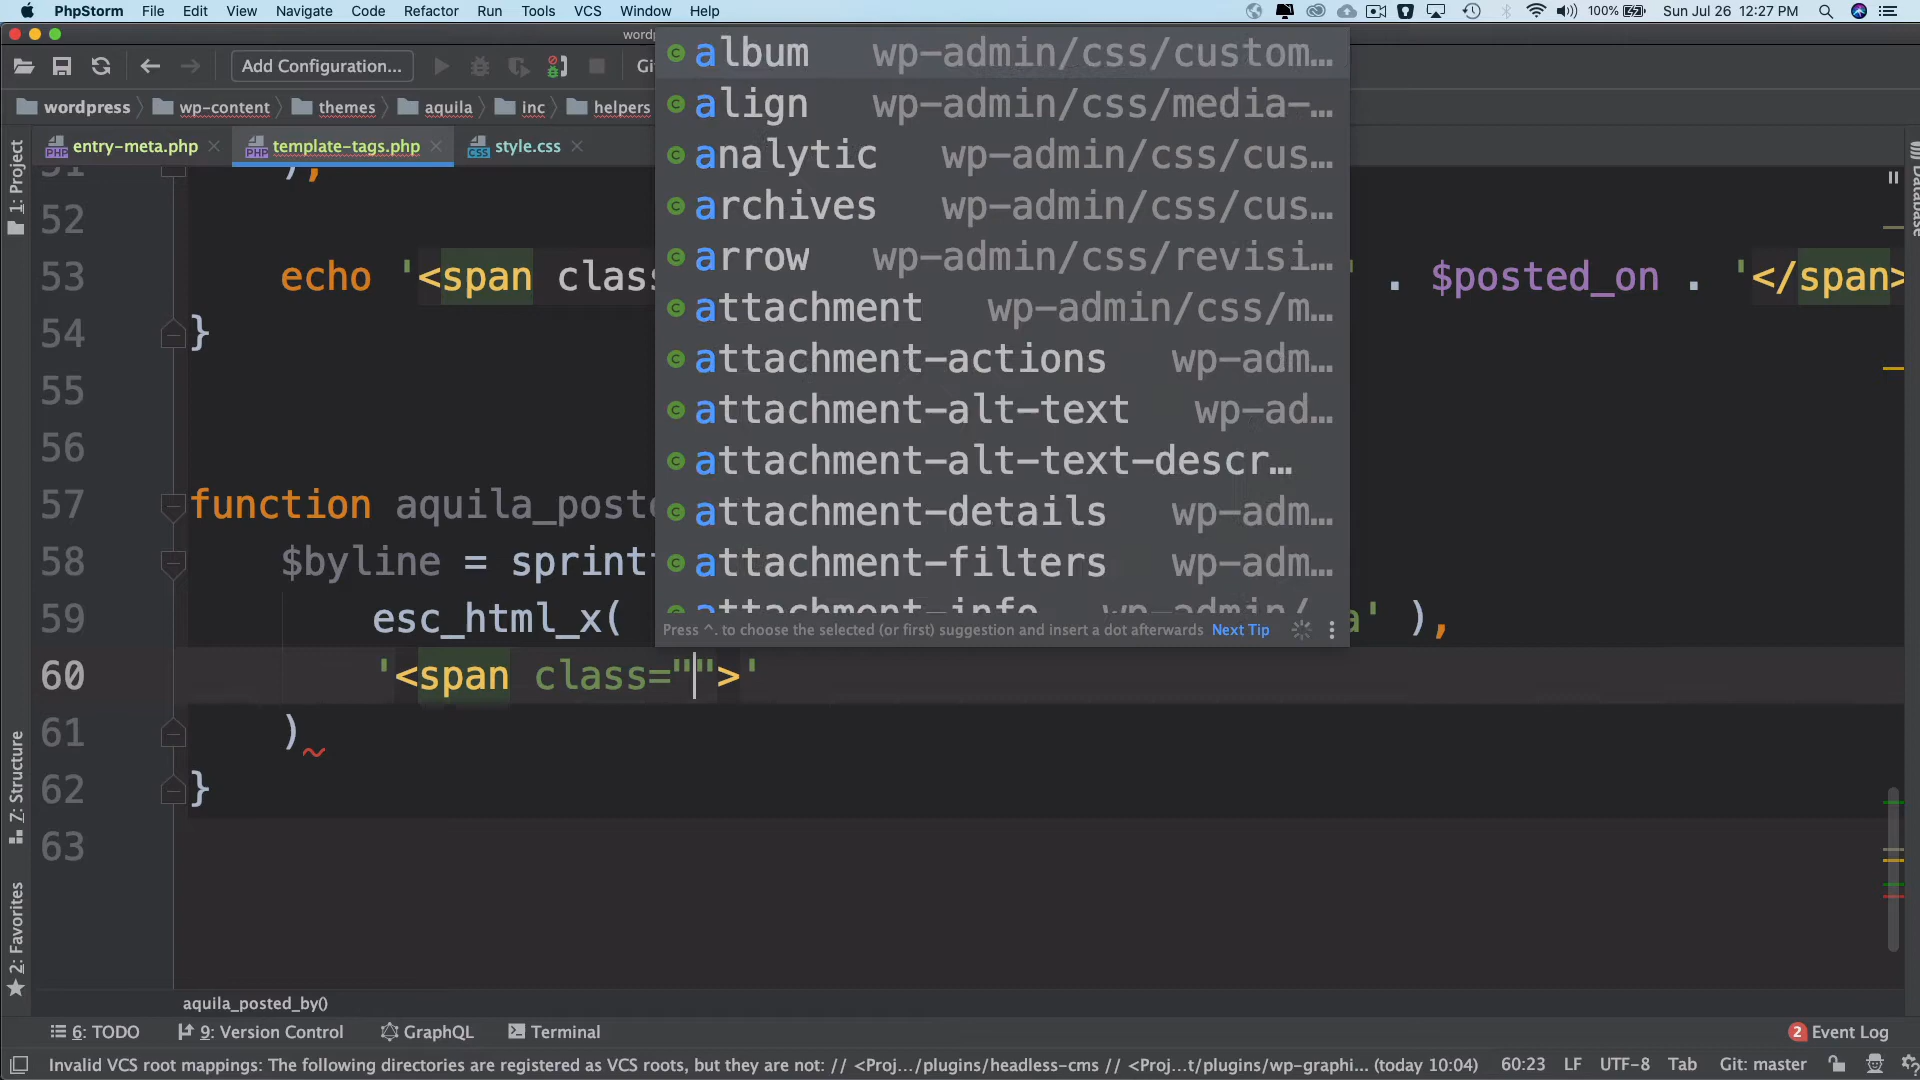 PhpStorm File Edit View Navigate Code Refactor Run Tools VCS Window Help 100% Sun Jul 26 12:27 PM
Add Configuration...
wordpress wp-content themes aquila inc helpers
entry-meta.php template-tags.php style.css
1: Project
Database
album wp-admin/css/custom…
align wp-admin/css/media-…
analytic wp-admin/css/cus…
archives wp-admin/css/cus…
arrow wp-admin/css/revisi…
attachment wp-admin/css/m…
attachment-actions wp-adm…
attachment-alt-text wp-ad…
attachment-alt-text-descr…
attachment-details wp-adm…
attachment-filters wp-adm…
attachment-info wp-admin/
Press ^. to choose the selected (or first) suggestion and insert a dot afterwards Next Tip
51 ),
52
53 echo '<span class ' . $posted_on . '</span>
54 }
55
56
57 function aquila_poste
58 $byline = sprintf
59 esc_html_x( a' ),
60 '<span class="">'
61 )
62 }
63
Z: Structure
2: Favorites
aquila_posted_by()
6: TODO 9: Version Control GraphQL Terminal 2 Event Log
Invalid VCS root mappings: The following directories are registered as VCS roots, but they are not: // <Proj.../plugins/headless-cms // <Proj...t/plugins/wp-graphi... (today 10:04) 60:23 LF UTF-8 Tab Git: master